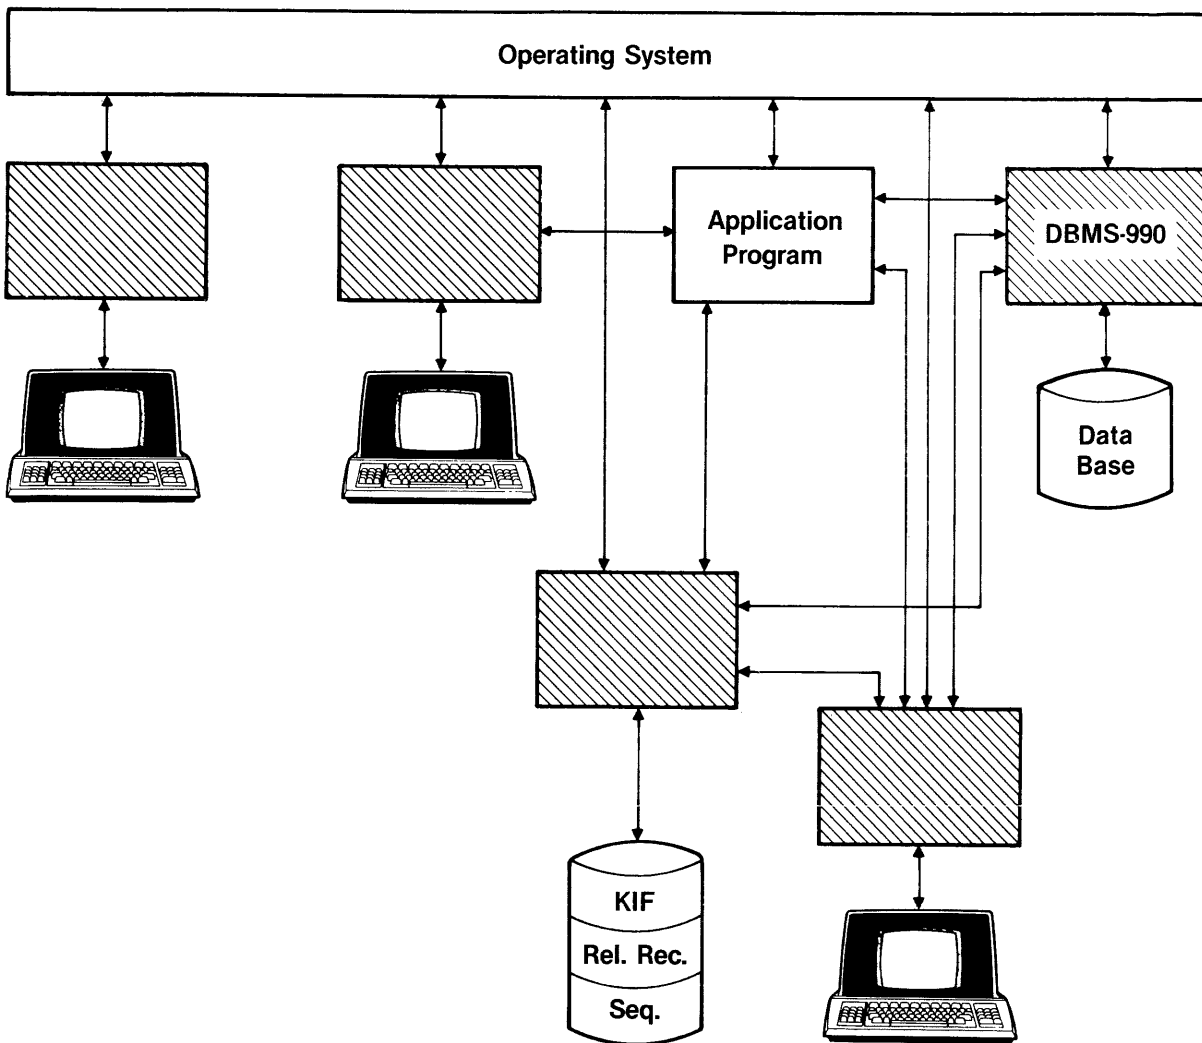 Operating System
Application
Program
DBMS-990
Data
Base
KIF
Rel. Rec.
Seq.